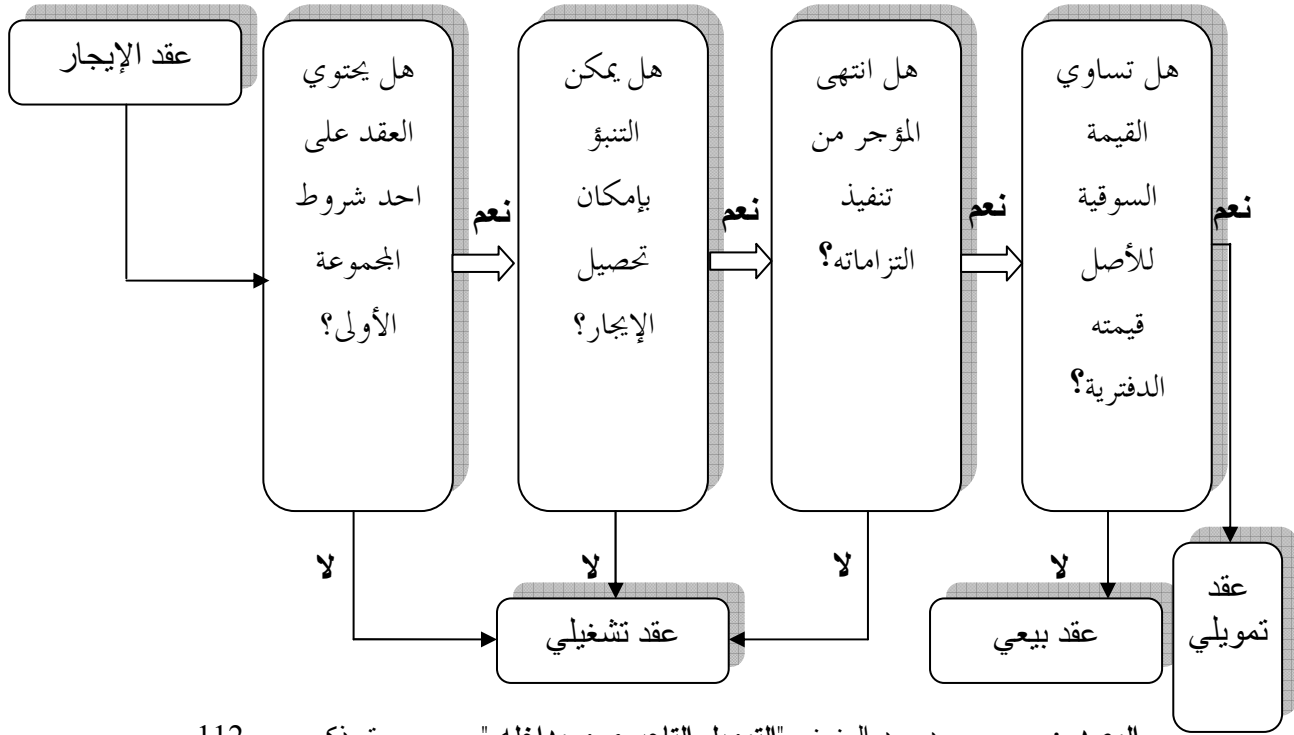 عقد الإيجار
هل يحتوي
العقد على
احد شروط
المجموعة
الأولى؟
نعم
لا
هل يمكن
التنبؤ
بإمكان
تحصيل
الإيجار؟
نعم
لا
هل انتهى
المؤجر من
تنفيذ
التزاماته؟
نعم
لا
هل تساوي
القيمة
السوقية
للأصل
قيمته
الدفترية؟
نعم
لا
عقد تشغيلي
عقد بيعي
عقد
تمويلي
112